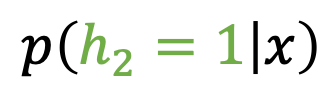 p(h₂ = 1|x)